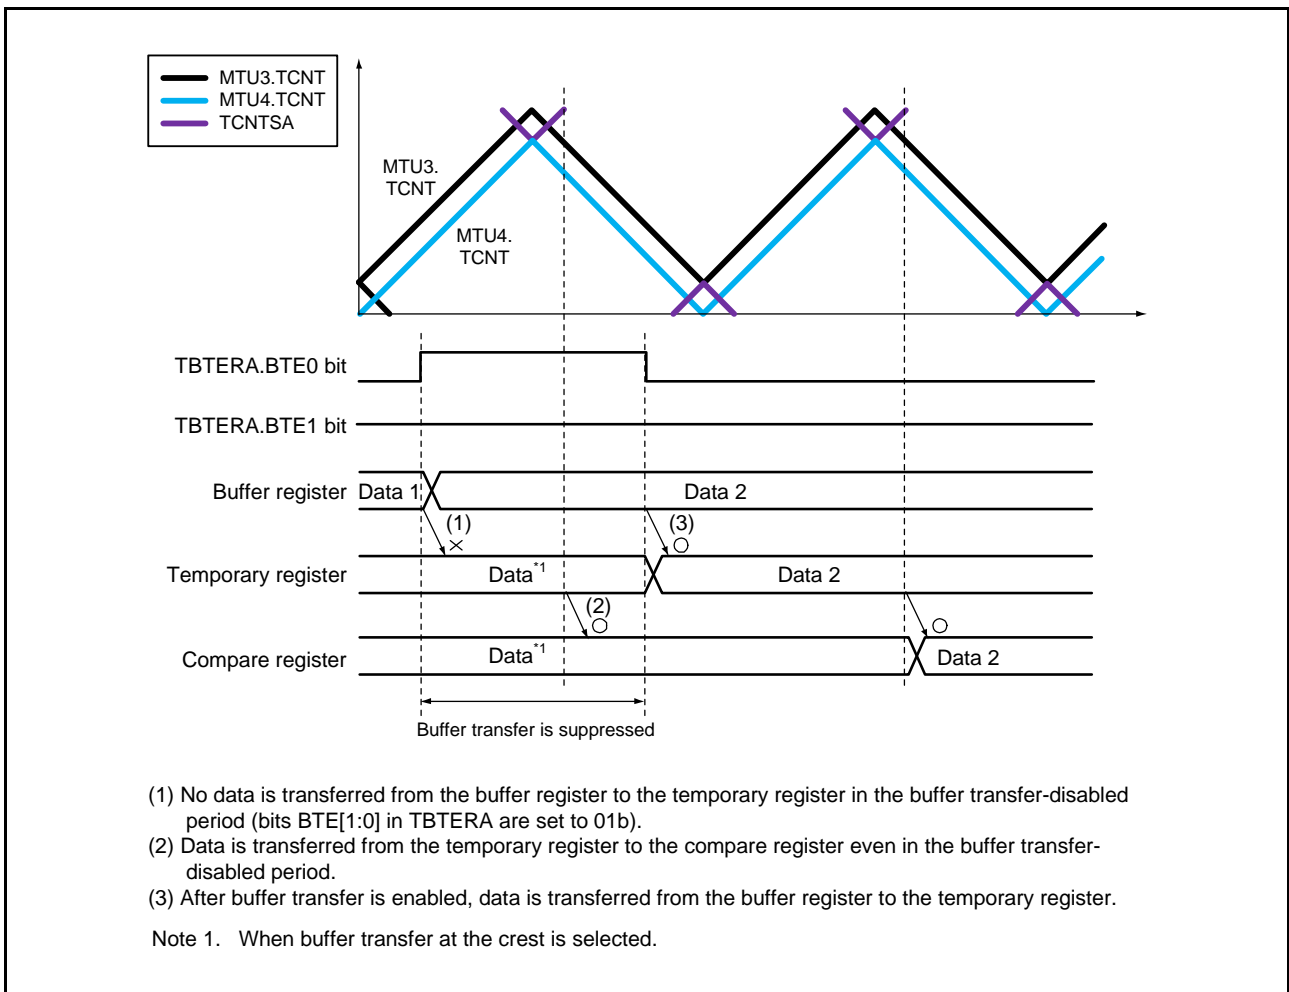 MTU3.TCNT
MTU4.TCNT
TCNTSA
MTU3.
TCNT
MTU4.
TCNT
TBTERA.BTE0 bit
TBTERA.BTE1 bit
Buffer register
Data 1
Data 2
(1)
(3)
Temporary register
Data*1
Data 2
(2)
Compare register
Data*1
Data 2
Buffer transfer is suppressed
(1) No data is transferred from the buffer register to the temporary register in the buffer transfer-disabled
period (bits BTE[1:0] in TBTERA are set to 01b).
(2) Data is transferred from the temporary register to the compare register even in the buffer transfer-
disabled period.
(3) After buffer transfer is enabled, data is transferred from the buffer register to the temporary register.
Note 1. When buffer transfer at the crest is selected.